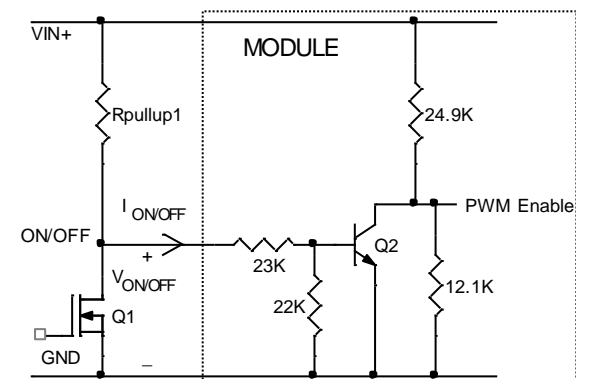 VIN+
MODULE
Rpullup1
24.9K
I ON/OFF
PWM Enable
ON/OFF
+
Q2
23K
V ON/OFF
22K
12.1K
Q1
GND
_